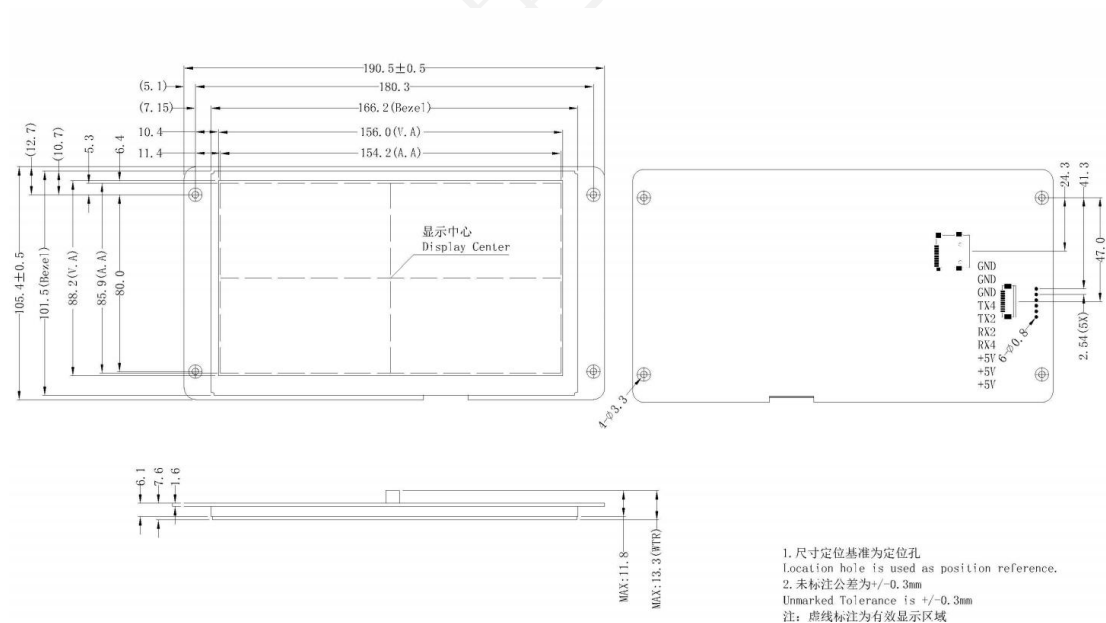 190.5±0.5
(5.1)
180.3
(7.15)
166.2(Bezel)
10.4
156.0(V.A)
11.4
154.2(A.A)
(12.7)
(10.7)
5.3
6.4
105.4±0.5
101.5(Bezel)
88.2(V.A)
85.9(A.A)
80.0
显示中心
Display Center
24.3
41.3
47.0
GND
GND
GND
TX4
TX2
RX2
RX4
+5V
+5V
+5V
6-Ø0.8
2.54(5X)
4-Ø3.3
6.1
7.6
1.6
MAX:11.8
MAX:13.3(WTR)
1.尺寸定位基准为定位孔
Location hole is used as position reference.
2.未标注公差为+/-0.3mm
Unmarked Tolerance is +/-0.3mm
注: 虚线标注为有效显示区域